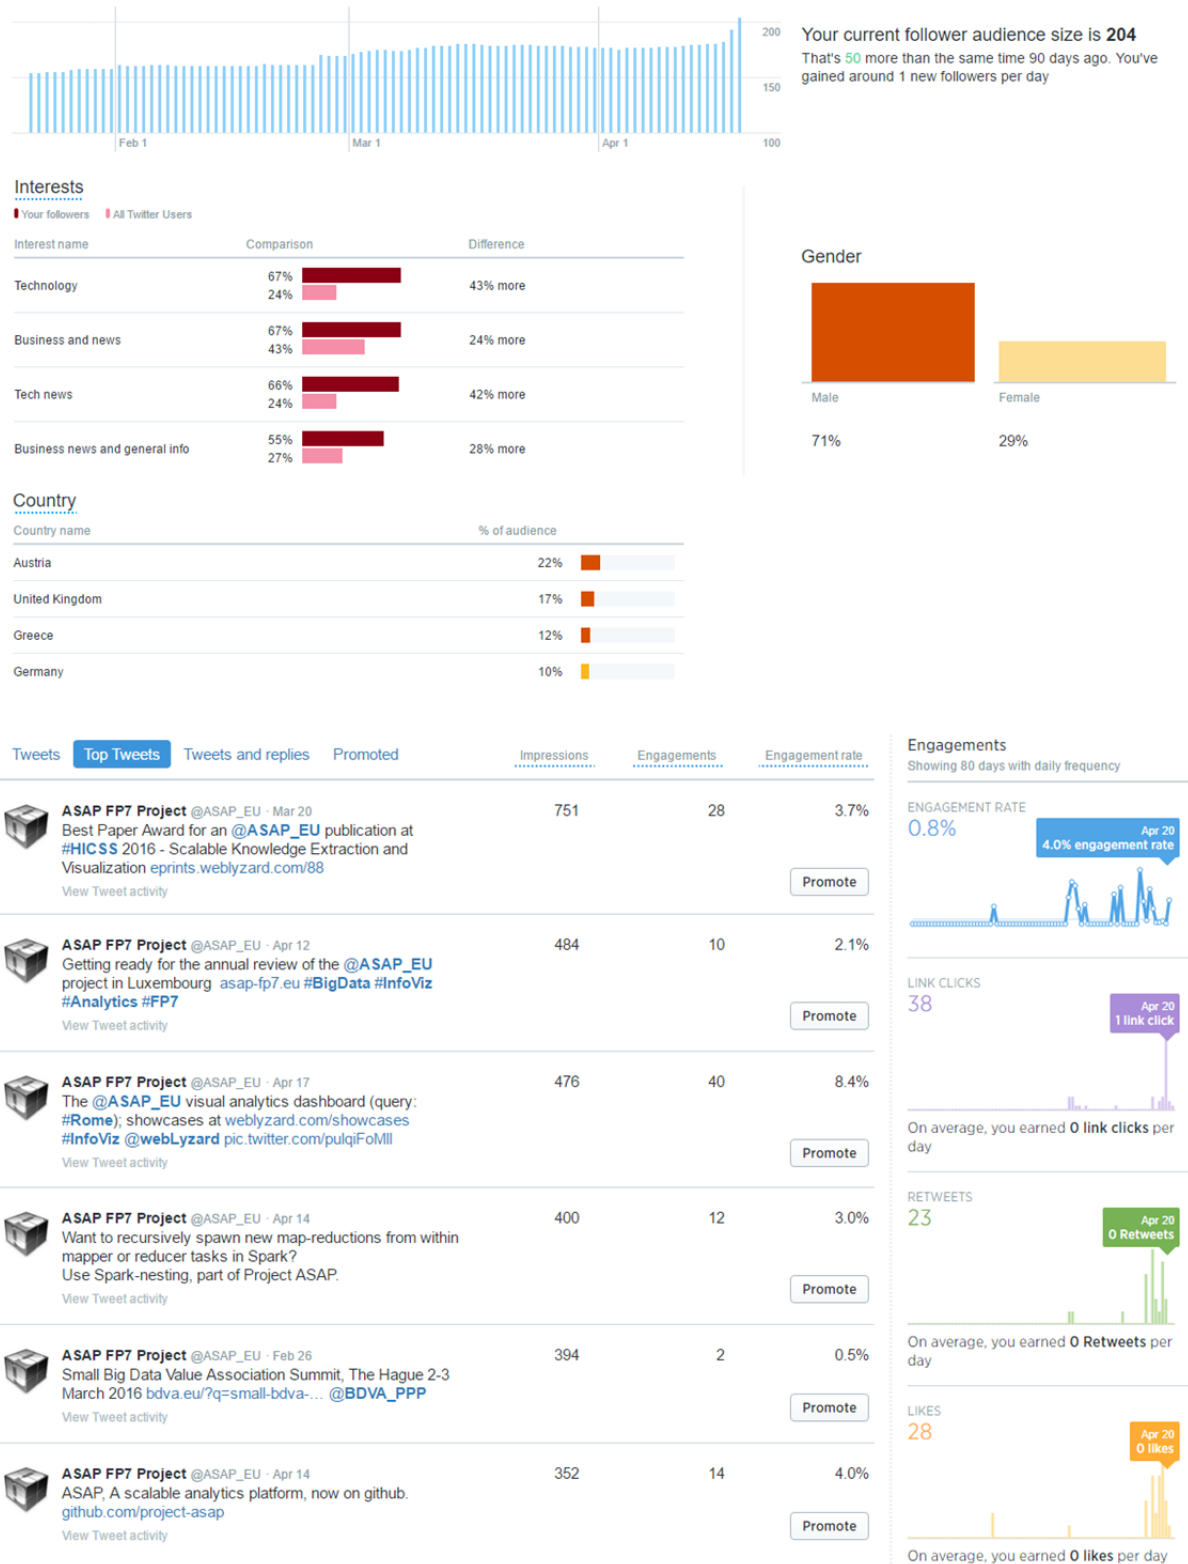 200
150
100
Feb 1
Mar 1
Apr 1
Your current follower audience size is 204
That's 50 more than the same time 90 days ago. You've
gained around 1 new followers per day
Interests
Your followers All Twitter Users
Interest name Comparison Difference
Technology 67% 24% 43% more
Business and news 67% 43% 24% more
Tech news 66% 24% 42% more
Business news and general info 55% 27% 28% more
Gender
Male Female
71% 29%
Country
Country name % of audience
Austria 22%
United Kingdom 17%
Greece 12%
Germany 10%
Tweets Top Tweets Tweets and replies Promoted Impressions Engagements Engagement rate
ASAP FP7 Project @ASAP_EU · Mar 20 751 28 3.7%
Best Paper Award for an @ASAP_EU publication at
#HICSS 2016 - Scalable Knowledge Extraction and
Visualization eprints.weblyzard.com/88
View Tweet activity
Promote
ASAP FP7 Project @ASAP_EU · Apr 12 484 10 2.1%
Getting ready for the annual review of the @ASAP_EU
project in Luxembourg asap-fp7.eu #BigData #InfoViz
#Analytics #FP7
View Tweet activity
Promote
ASAP FP7 Project @ASAP_EU · Apr 17 476 40 8.4%
The @ASAP_EU visual analytics dashboard (query:
#Rome); showcases at weblyzard.com/showcases
#InfoViz @webLyzard pic.twitter.com/pulqiFoMll
View Tweet activity
Promote
ASAP FP7 Project @ASAP_EU · Apr 14 400 12 3.0%
Want to recursively spawn new map-reductions from within
mapper or reducer tasks in Spark?
Use Spark-nesting, part of Project ASAP.
View Tweet activity
Promote
ASAP FP7 Project @ASAP_EU · Feb 26 394 2 0.5%
Small Big Data Value Association Summit, The Hague 2-3
March 2016 bdva.eu/?q=small-bdva-... @BDVA_PPP
View Tweet activity
Promote
ASAP FP7 Project @ASAP_EU · Apr 14 352 14 4.0%
ASAP, A scalable analytics platform, now on github.
github.com/project-asap
View Tweet activity
Promote
Engagements
Showing 80 days with daily frequency
ENGAGEMENT RATE
0.8%
Apr 20
4.0% engagement rate
LINK CLICKS
38
Apr 20
1 link click
On average, you earned 0 link clicks per
day
RETWEETS
23
Apr 20
0 Retweets
On average, you earned 0 Retweets per
day
LIKES
28
Apr 20
0 likes
On average, you earned 0 likes per day